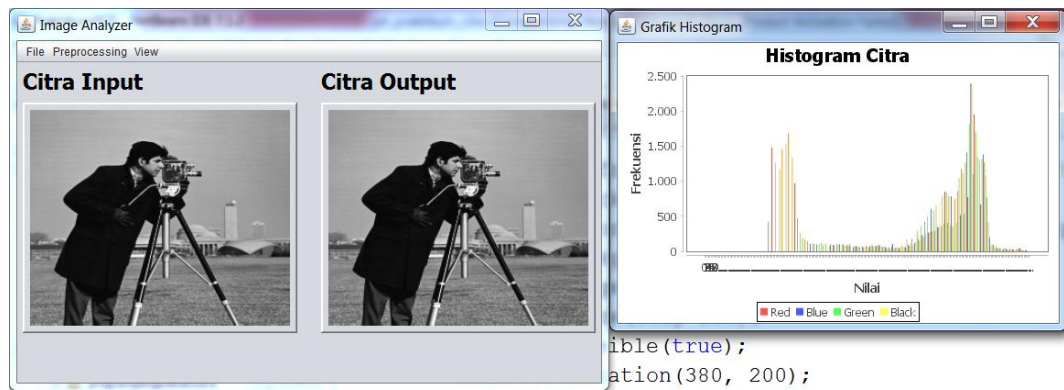 Image Analyzer
File Preprocessing View
Citra Input
Citra Output
Grafik Histogram
Histogram Citra
Frekuensi
2.500
2.000
1.500
1.000
500
0
Nilai
Red Blue Green Black
ible(true);
ation(380, 200);